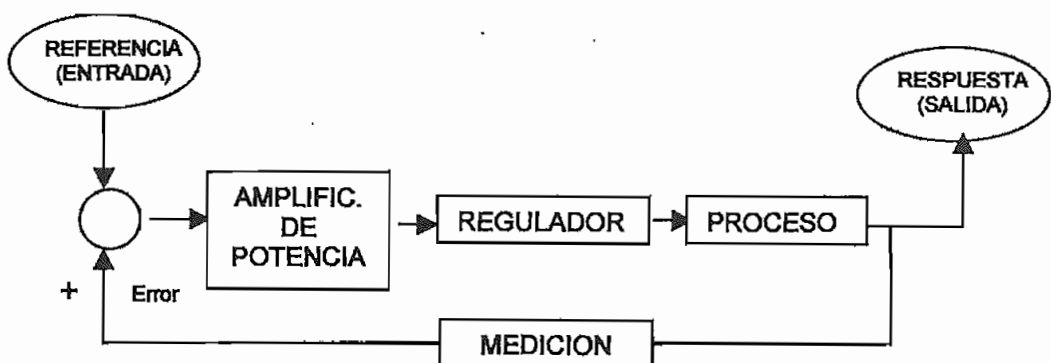 REFERENCIA
(ENTRADA)
RESPUESTA
(SALIDA)
AMPLIFIC.
DE
POTENCIA
REGULADOR
PROCESO
+ Error
MEDICION